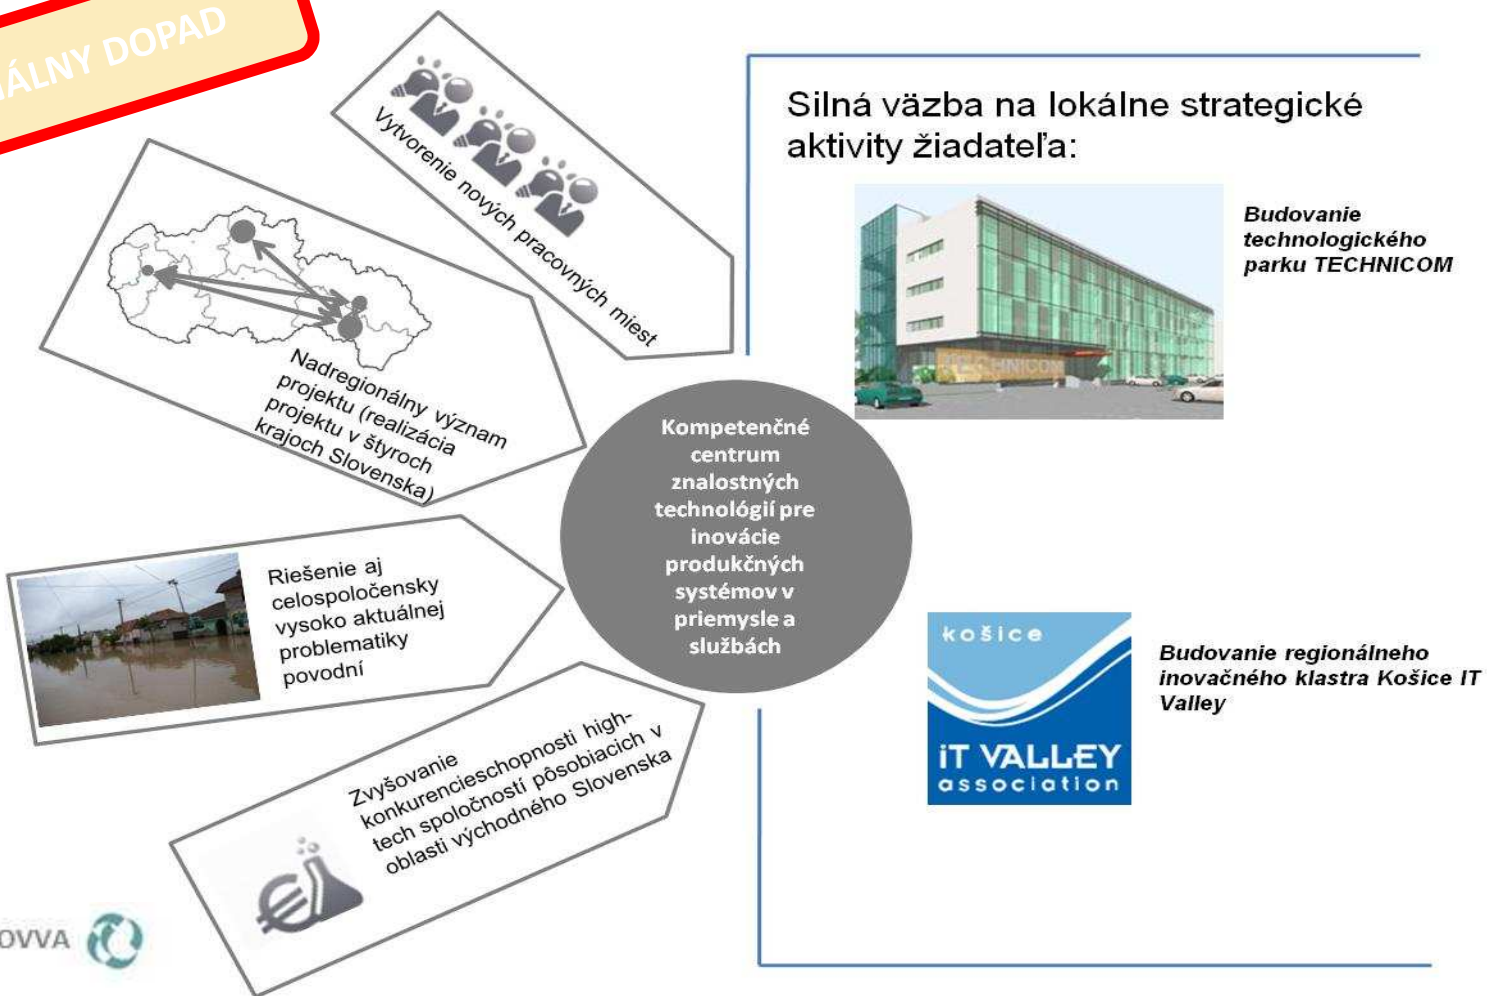 DOPAD
Vytvorenie nových pracovných miest
Nadregionálny význam
projektu (realizácia
projektu v štyroch
krajoch Slovenska)
Riešenie aj
celospoločensky
vysoko aktuálnej
problematiky
povodní
Zvyšovanie
konkurencieschopnosti high-
tech spoločností pôsobiacich v
oblasti východného Slovenska
Kompetenčné
centrum
znalostných
technológií pre
inovácie
produkčných
systémov v
priemysle a
službách
Silná väzba na lokálne strategické
aktivity žiadateľa:
TECHNICOM
Budovanie
technologického
parku TECHNICOM
košice
iT VALLEY
association
Budovanie regionálneho
inovačného klastra Košice IT
Valley